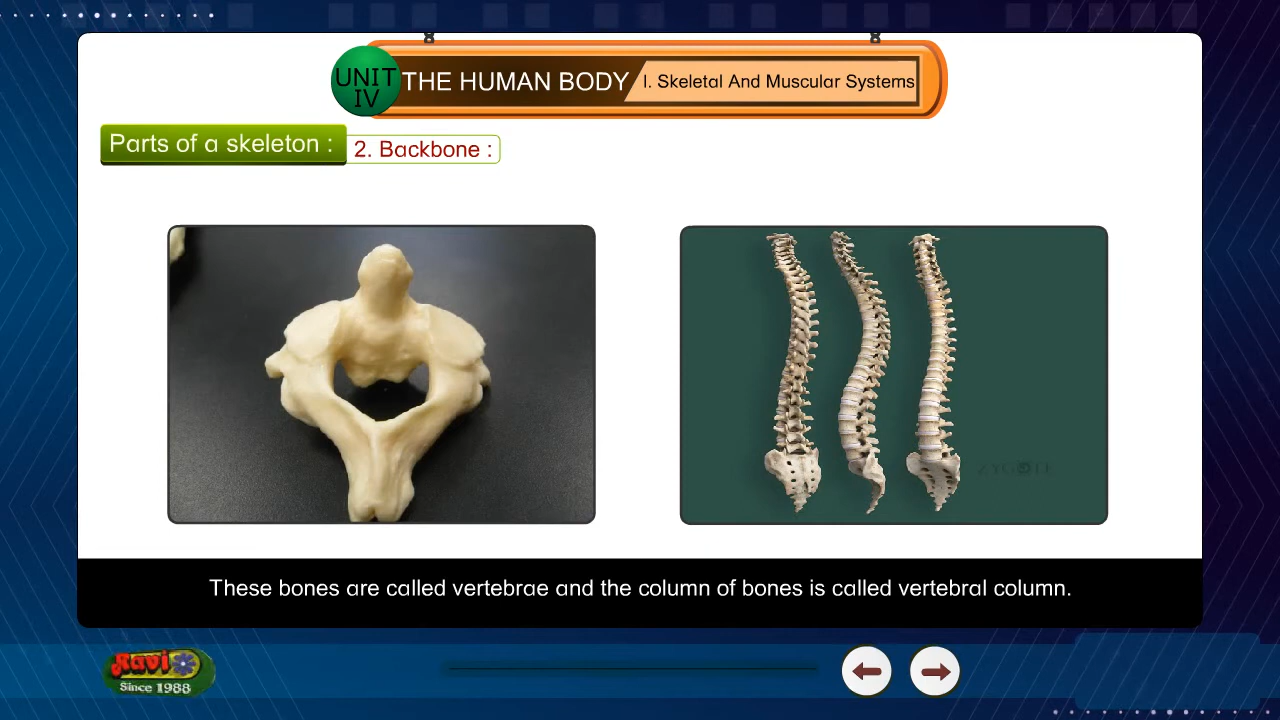 UNIT
IV
THE HUMAN BODY
I. Skeletal And Muscular Systems
Parts of a skeleton :
2. Backbone :
ZYGOTE
These bones are called vertebrae and the column of bones is called vertebral column.
Ravi
Since 1988